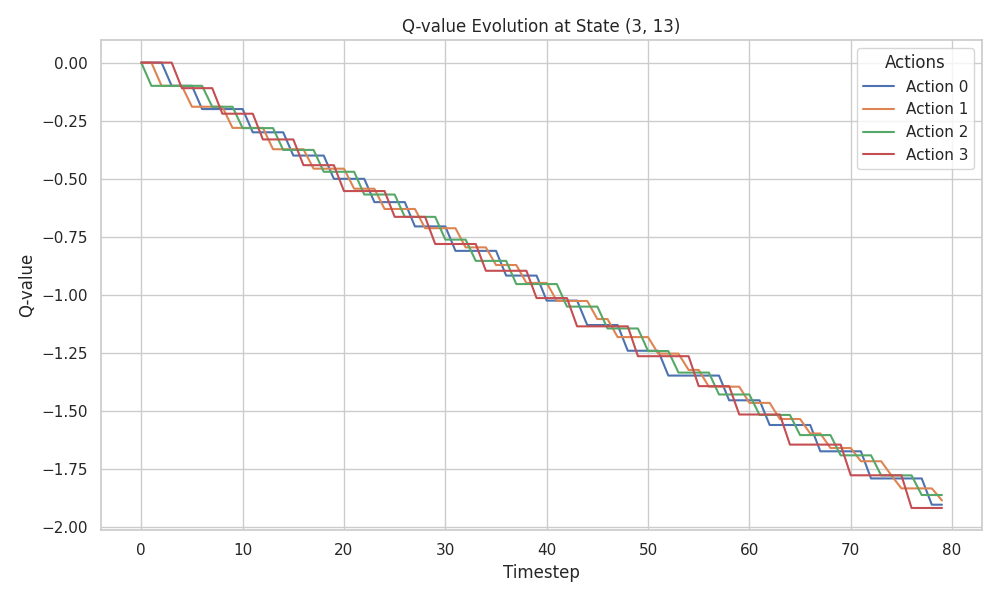 Q-value Evolution at State (3, 13)
Actions
Action 0
Action 1
Action 2
Action 3
Q-value
0.00
−0.25
−0.50
−0.75
−1.00
−1.25
−1.50
−1.75
−2.00
0 10 20 30 40 50 60 70 80
Timestep